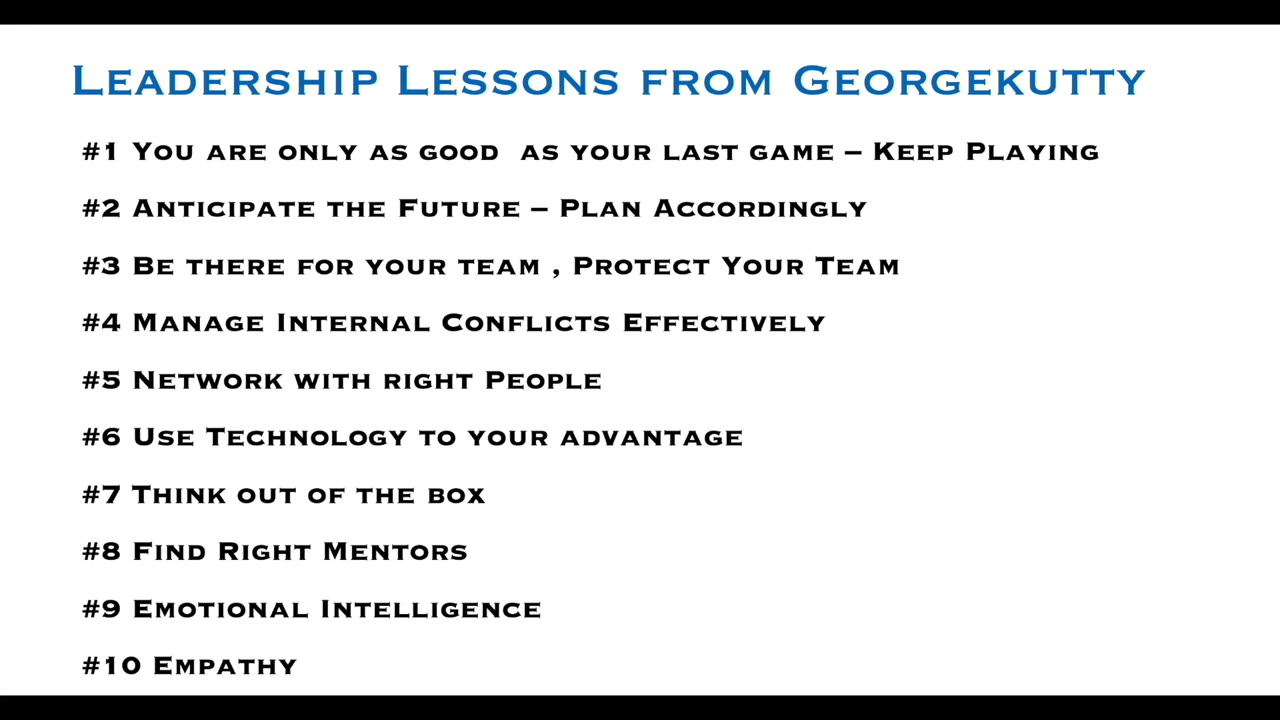 Leadership Lessons from Georgekutty
#1 You are only as good  as your last game – Keep Playing
#2 Anticipate the Future – Plan Accordingly
#3 Be there for your team , Protect Your Team
#4 Manage Internal Conflicts Effectively
#5 Network with right People
#6 Use Technology to your advantage
#7 Think out of the box
#8 Find Right Mentors
#9 Emotional Intelligence
#10 Empathy